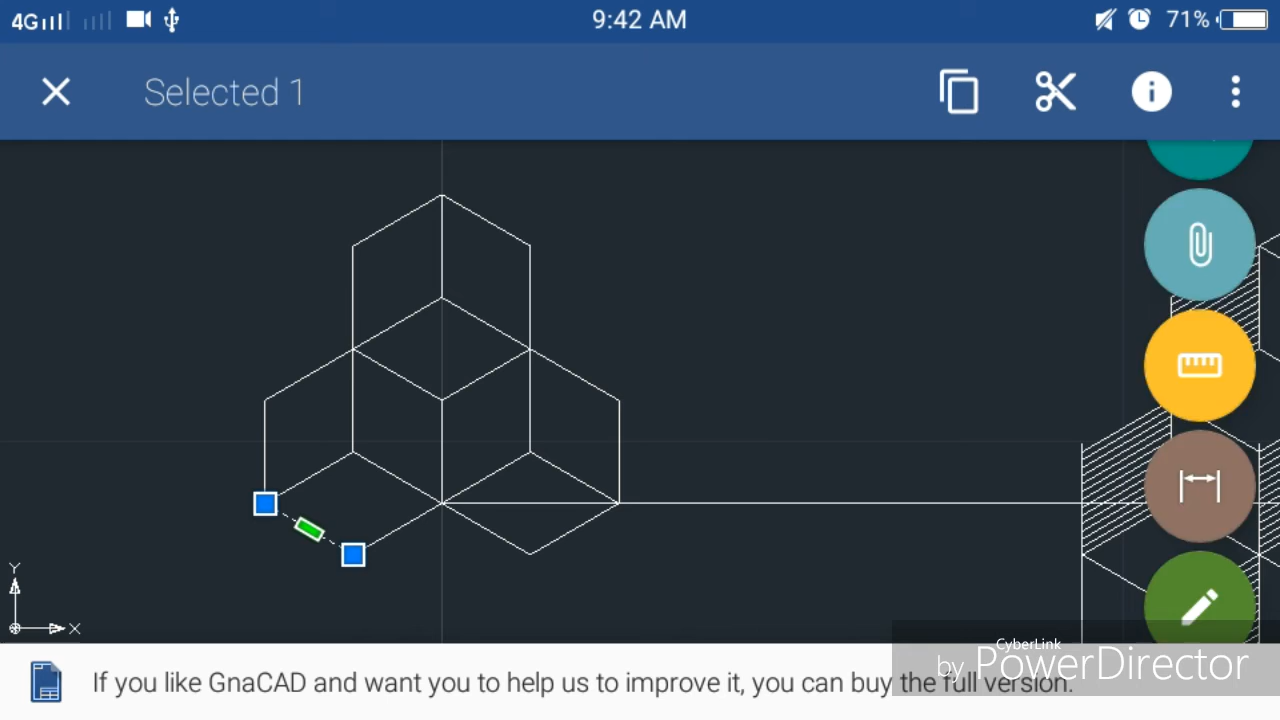 4G 9:42 AM 71%
Selected 1
Y
X
CyberLink
by PowerDirector
If you like GnaCAD and want you to help us to improve it, you can buy the full version.